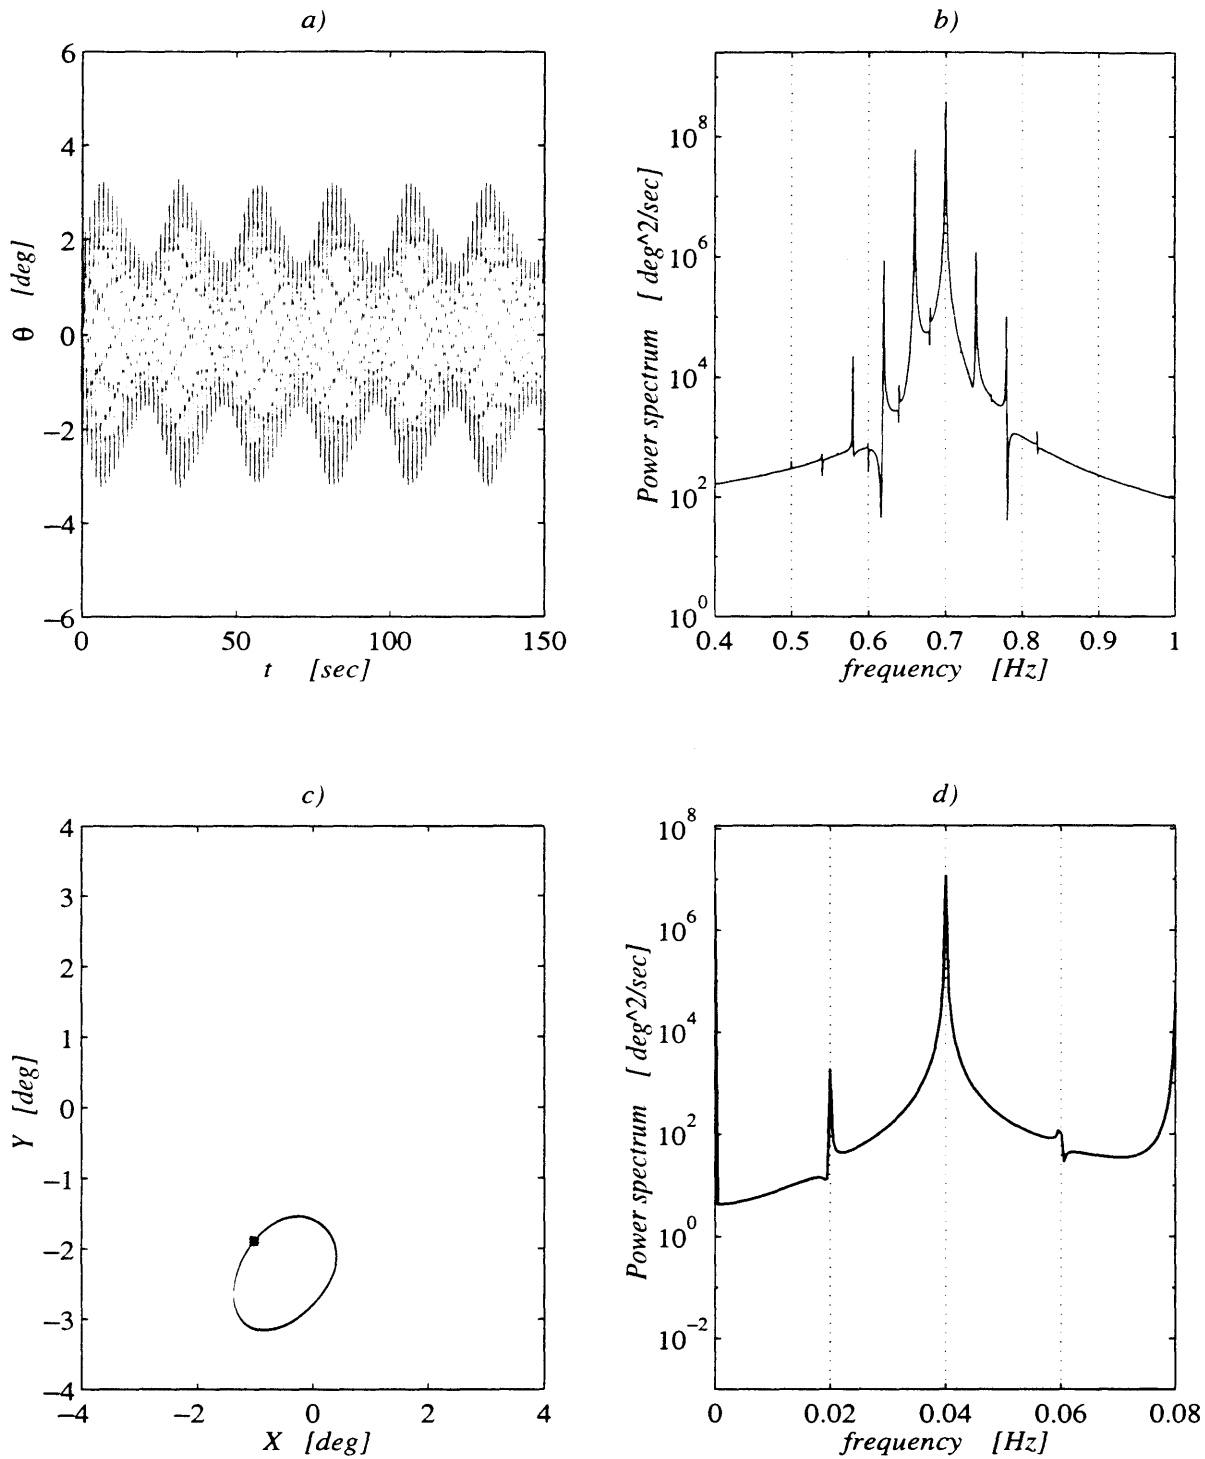 a)
6
4
2
0
−2
−4
−6
θ [deg]
0 50 100 150
t [sec]
b)
10^8
10^6
10^4
10^2
10^0
Power spectrum [ deg^2/sec]
0.4 0.5 0.6 0.7 0.8 0.9 1
frequency [Hz]
c)
4
3
2
1
0
−1
−2
−3
−4
Y [deg]
−4 −2 0 2 4
X [deg]
d)
10^8
10^6
10^4
10^2
10^0
10^−2
Power spectrum [ deg^2/sec]
0 0.02 0.04 0.06 0.08
frequency [Hz]